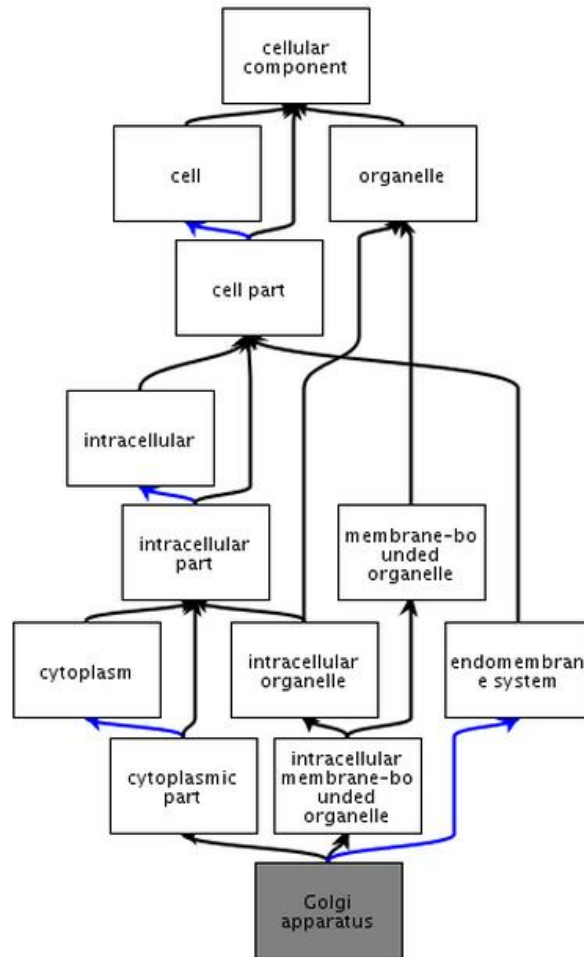 cellular
component
cell
organelle
cell part
intracellular
intracellular
part
membrane-bo
unded
organelle
cytoplasm
intracellular
organelle
endomembran
e system
cytoplasmic
part
intracellular
membrane-bo
unded
organelle
Golgi
apparatus